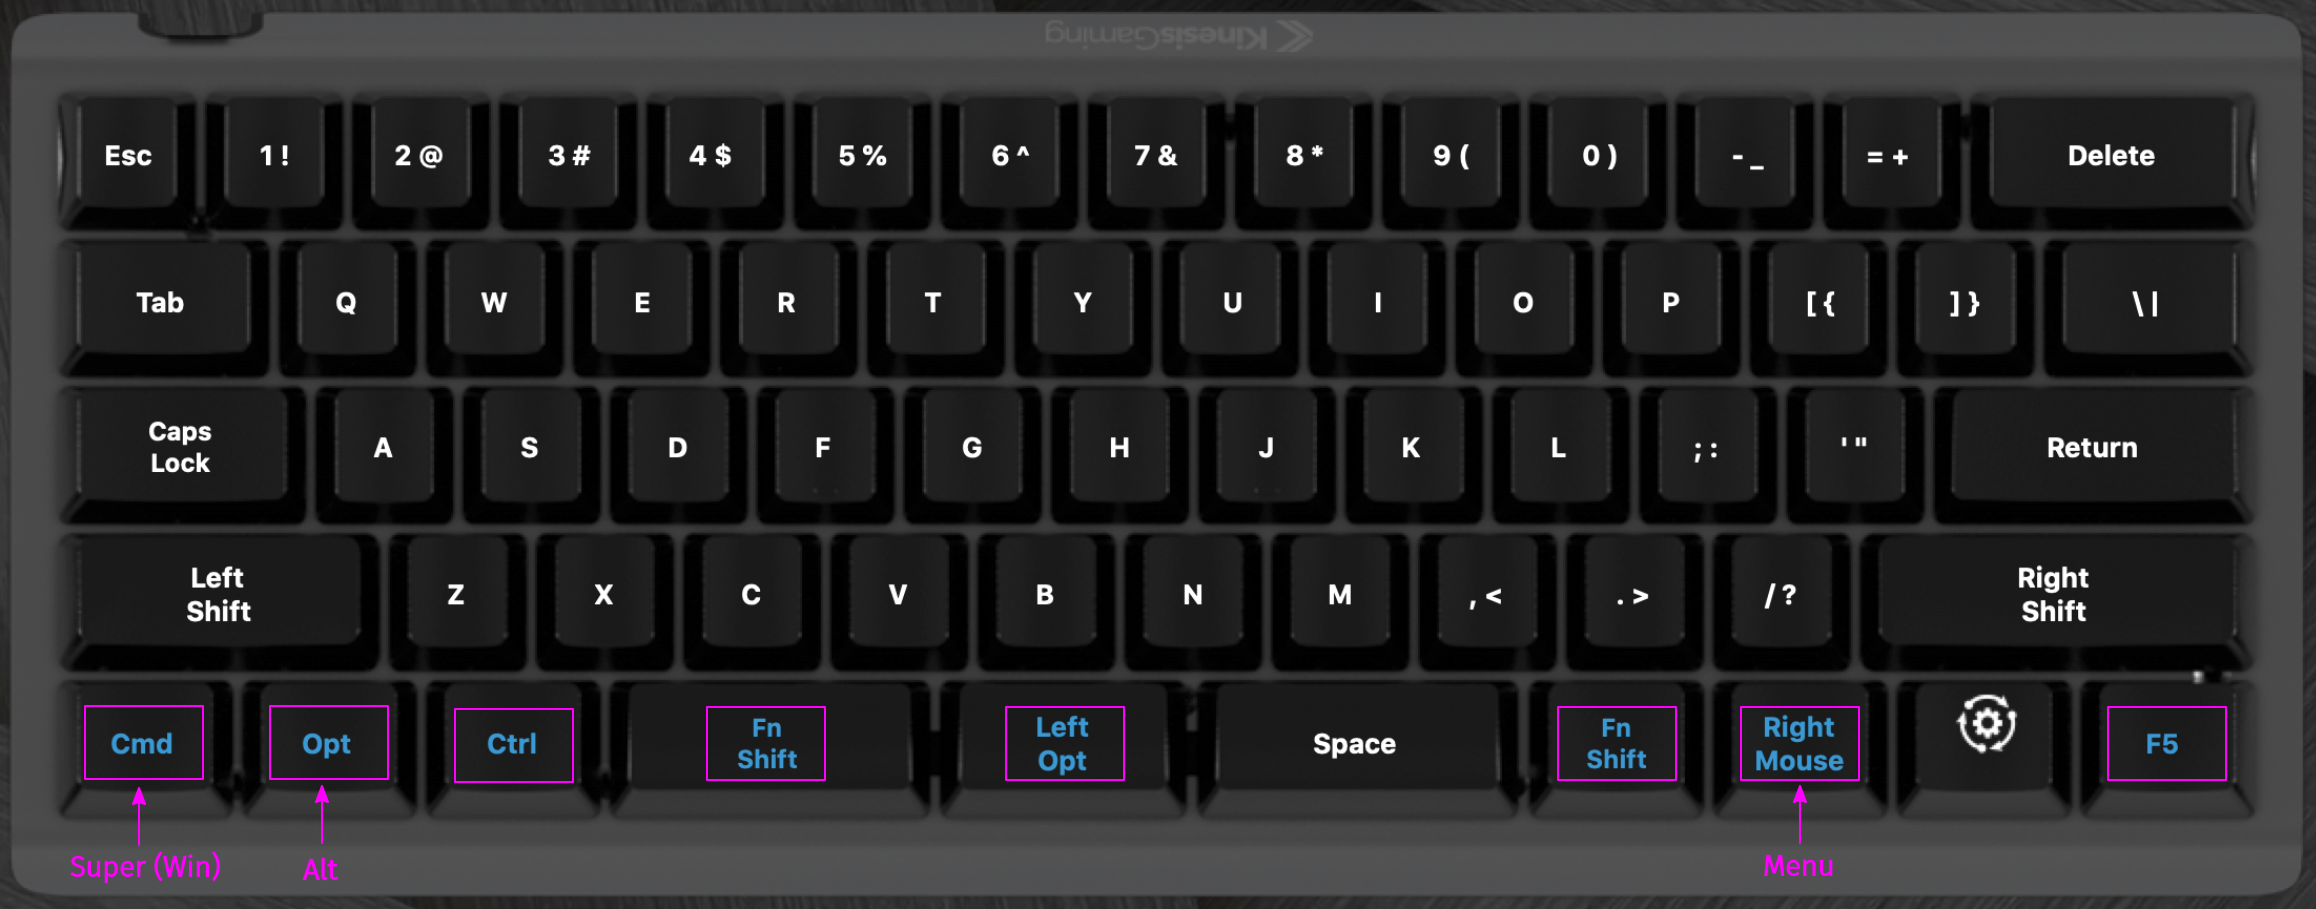 KinesisGaming
Esc 1 ! 2 @ 3 # 4 $ 5 % 6 ^ 7 & 8 * 9 ( 0 ) - _ = + Delete
Tab Q W E R T Y U I O P [ { ] } \ |
Caps
Lock
A S D F G H J K L ; : ' " Return
Left
Shift
Z X C V B N M , < . > / ?
Right
Shift
Cmd Opt Ctrl
Fn
Shift
Left
Opt
Space
Fn
Shift
Right
Mouse
F5
Super (Win) Alt Menu